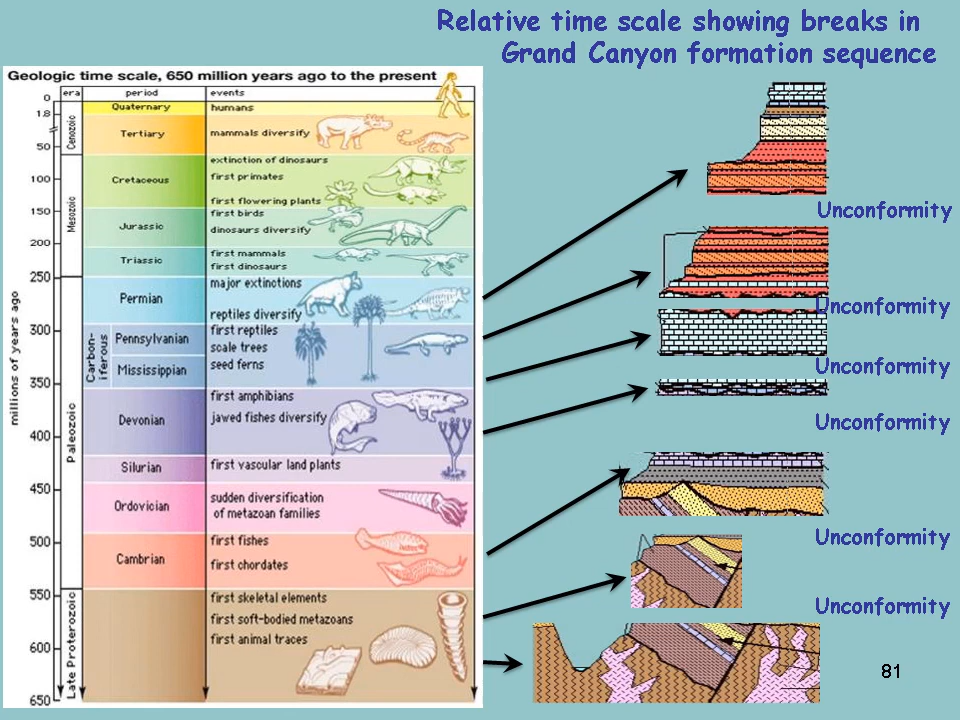 Relative time scale showing breaks in
Grand Canyon formation sequence
Geologic time scale, 650 million years ago to the present
era period events
0
1.8
50
100
150
200
250
300
350
400
450
500
550
600
650
millions of years ago
Cenozoic
Mesozoic
Paleozoic
Late Proterozoic
Quaternary humans
Tertiary mammals diversify
extinction of dinosaurs
Cretaceous first primates
first flowering plants
first birds
Jurassic dinosaurs diversify
Triassic first mammals
first dinosaurs
major extinctions
Permian
reptiles diversify
Carbon-
iferous
Pennsylvanian first reptiles
scale trees
Mississippian seed ferns
first amphibians
Devonian jawed fishes diversify
Silurian first vascular land plants
Ordovician sudden diversification
of metazoan families
first fishes
Cambrian first chordates
first skeletal elements
first soft-bodied metazoans
first animal traces
Unconformity
Unconformity
Unconformity
Unconformity
Unconformity
Unconformity
81